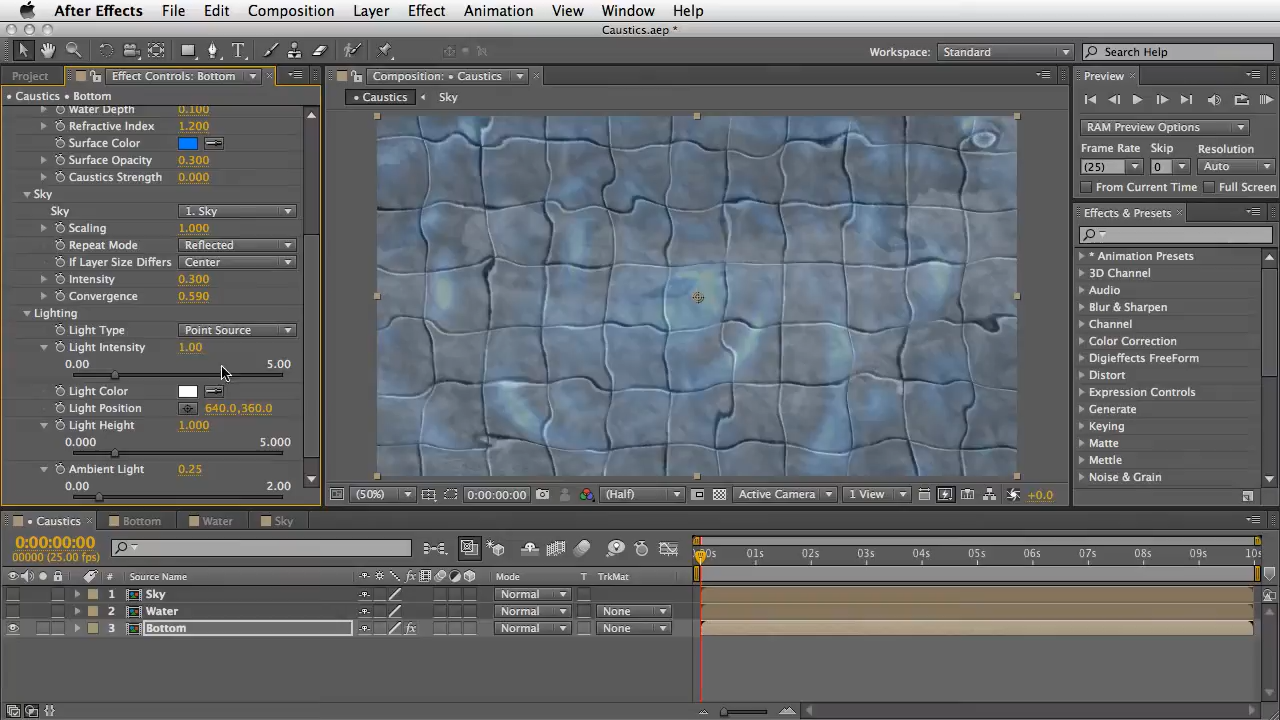 After Effects File Edit Composition Layer Effect Animation View Window Help
Caustics.aep *
Workspace: Standard Search Help
Project Effect Controls: Bottom Composition: • Caustics Preview
• Caustics • Bottom
• Caustics Sky
Water Depth 0.100
Refractive Index 1.200
Surface Color
Surface Opacity 0.300
Caustics Strength 0.000
Sky
Sky 1. Sky
Scaling 1.000
Repeat Mode Reflected
If Layer Size Differs Center
Intensity 0.300
Convergence 0.590
Lighting
Light Type Point Source
Light Intensity 1.00
0.00 5.00
Light Color
Light Position 640.0,360.0
Light Height 1.000
0.000 5.000
Ambient Light 0.25
0.00 2.00
(50%) 0:00:00:00 (Half) Active Camera 1 View +0.0
RAM Preview Options
Frame Rate Skip Resolution
(25) 0 Auto
From Current Time Full Screen
Effects & Presets
* Animation Presets
3D Channel
Audio
Blur & Sharpen
Channel
Color Correction
Digieffects FreeForm
Distort
Expression Controls
Generate
Keying
Matte
Mettle
Noise & Grain
• Caustics Bottom Water Sky
0:00:00:00
00000 (25.00 fps)
00s 01s 02s 03s 04s 05s 06s 07s 08s 09s 10s
# Source Name fx Mode T TrkMat
1 Sky Normal
2 Water Normal None
3 Bottom fx Normal None